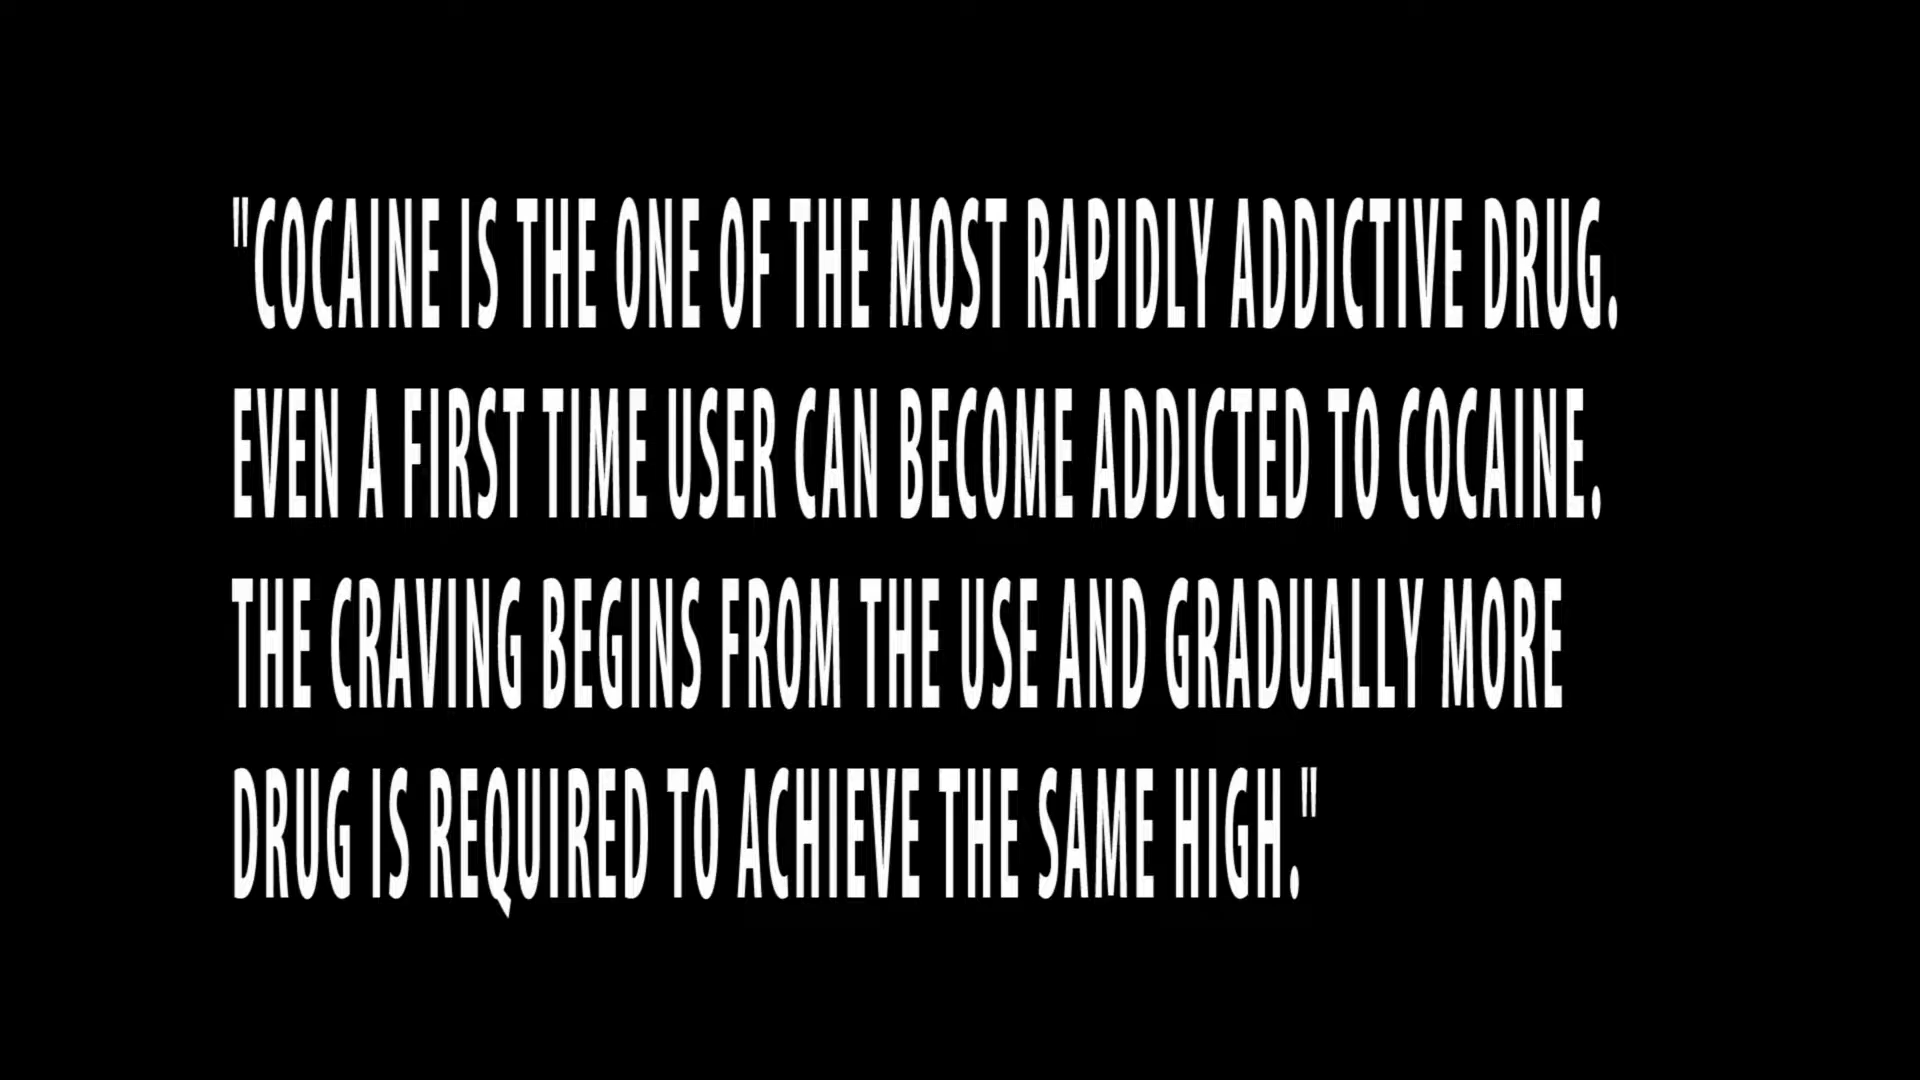 "COCAINE IS THE ONE OF THE MOST RAPIDLY ADDICTIVE DRUG.
EVEN A FIRST TIME USER CAN BECOME ADDICTED TO COCAINE.
THE CRAVING BEGINS FROM THE USE AND GRADUALLY MORE
DRUG IS REQUIRED TO ACHIEVE THE SAME HIGH."